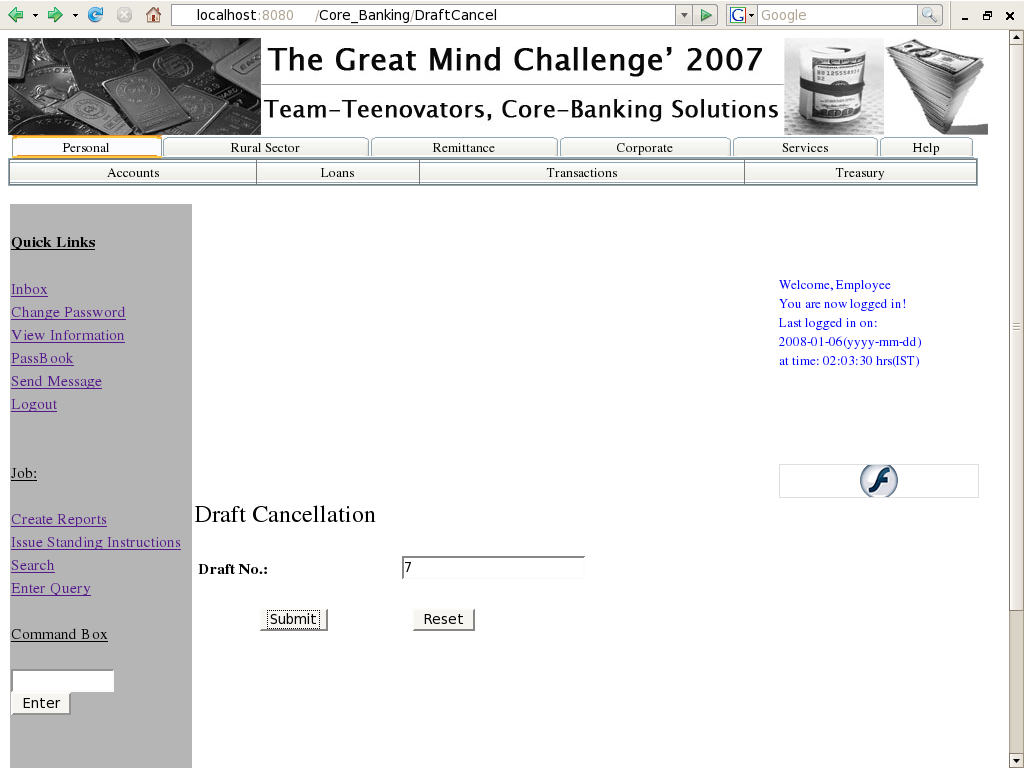 localhost:8080 /Core_Banking/DraftCancel
G Google
The Great Mind Challenge' 2007
Team-Teenovators, Core-Banking Solutions
Personal Rural Sector Remittance Corporate Services Help
Accounts Loans Transactions Treasury
Quick Links
Inbox
Change Password
View Information
PassBook
Send Message
Logout
Welcome, Employee
You are now logged in!
Last logged in on:
2008-01-06(yyyy-mm-dd)
at time: 02:03:30 hrs(IST)
Job:
Create Reports
Issue Standing Instructions
Search
Enter Query
Command Box
Enter
Draft Cancellation
Draft No.: 7
Submit Reset